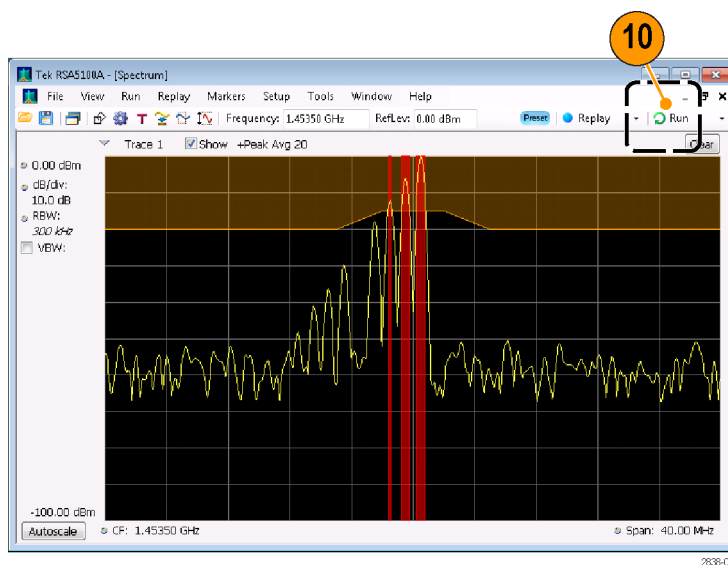 10
Tek RSA5100A - [Spectrum]
File View Run Replay Markers Setup Tools Window Help
T Frequency: 1.45350 GHz RefLev: 0.00 dBm Preset Replay Run
Trace 1 Show +Peak Avg 20 Clear
0.00 dBm
dB/div:
10.0 dB
RBW:
300 kHz
VBW:
-100.00 dBm
Autoscale CF: 1.45350 GHz Span: 40.00 MHz